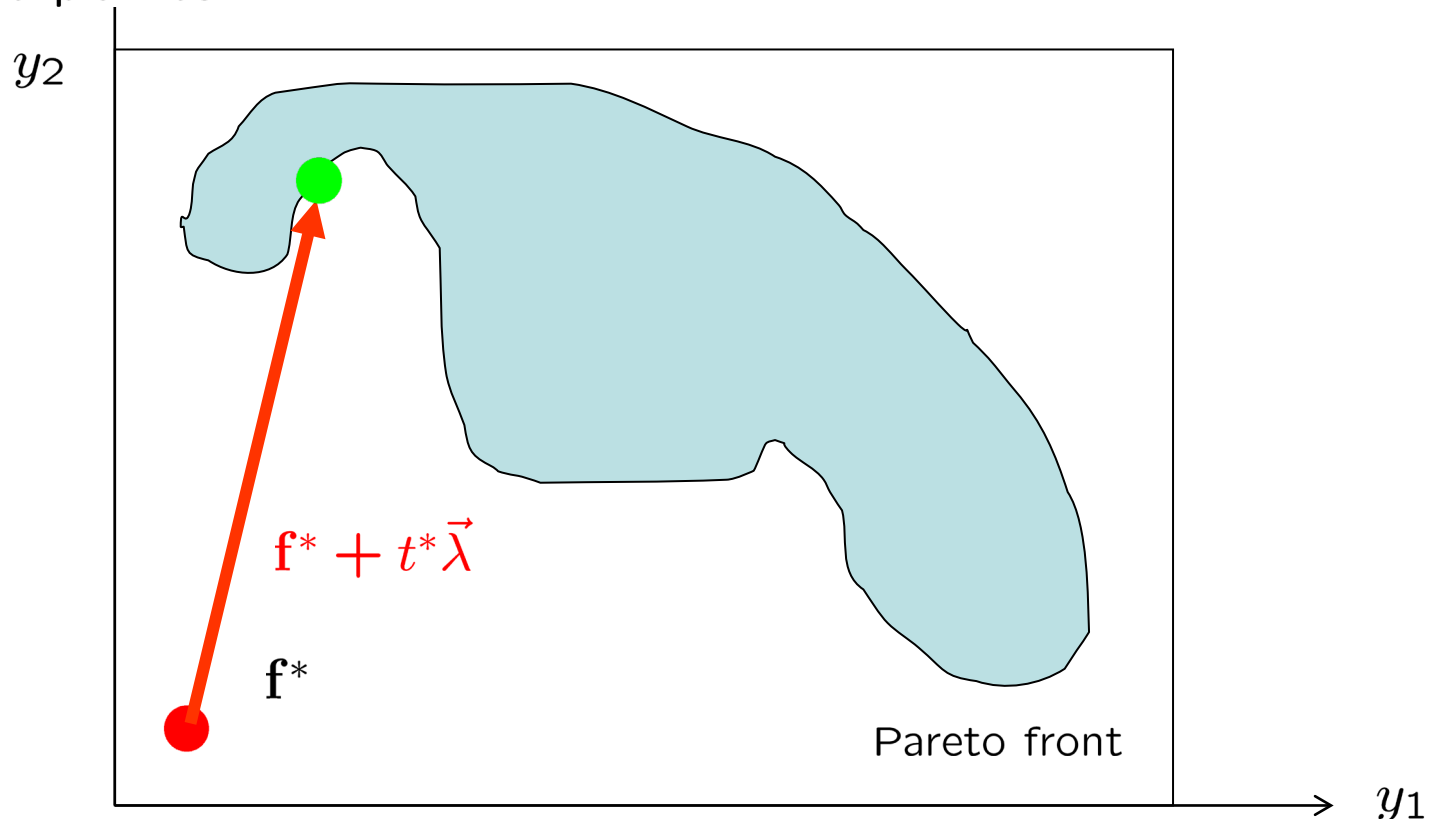 y₂
f* + t*λ⃗
f*
Pareto front
y₁